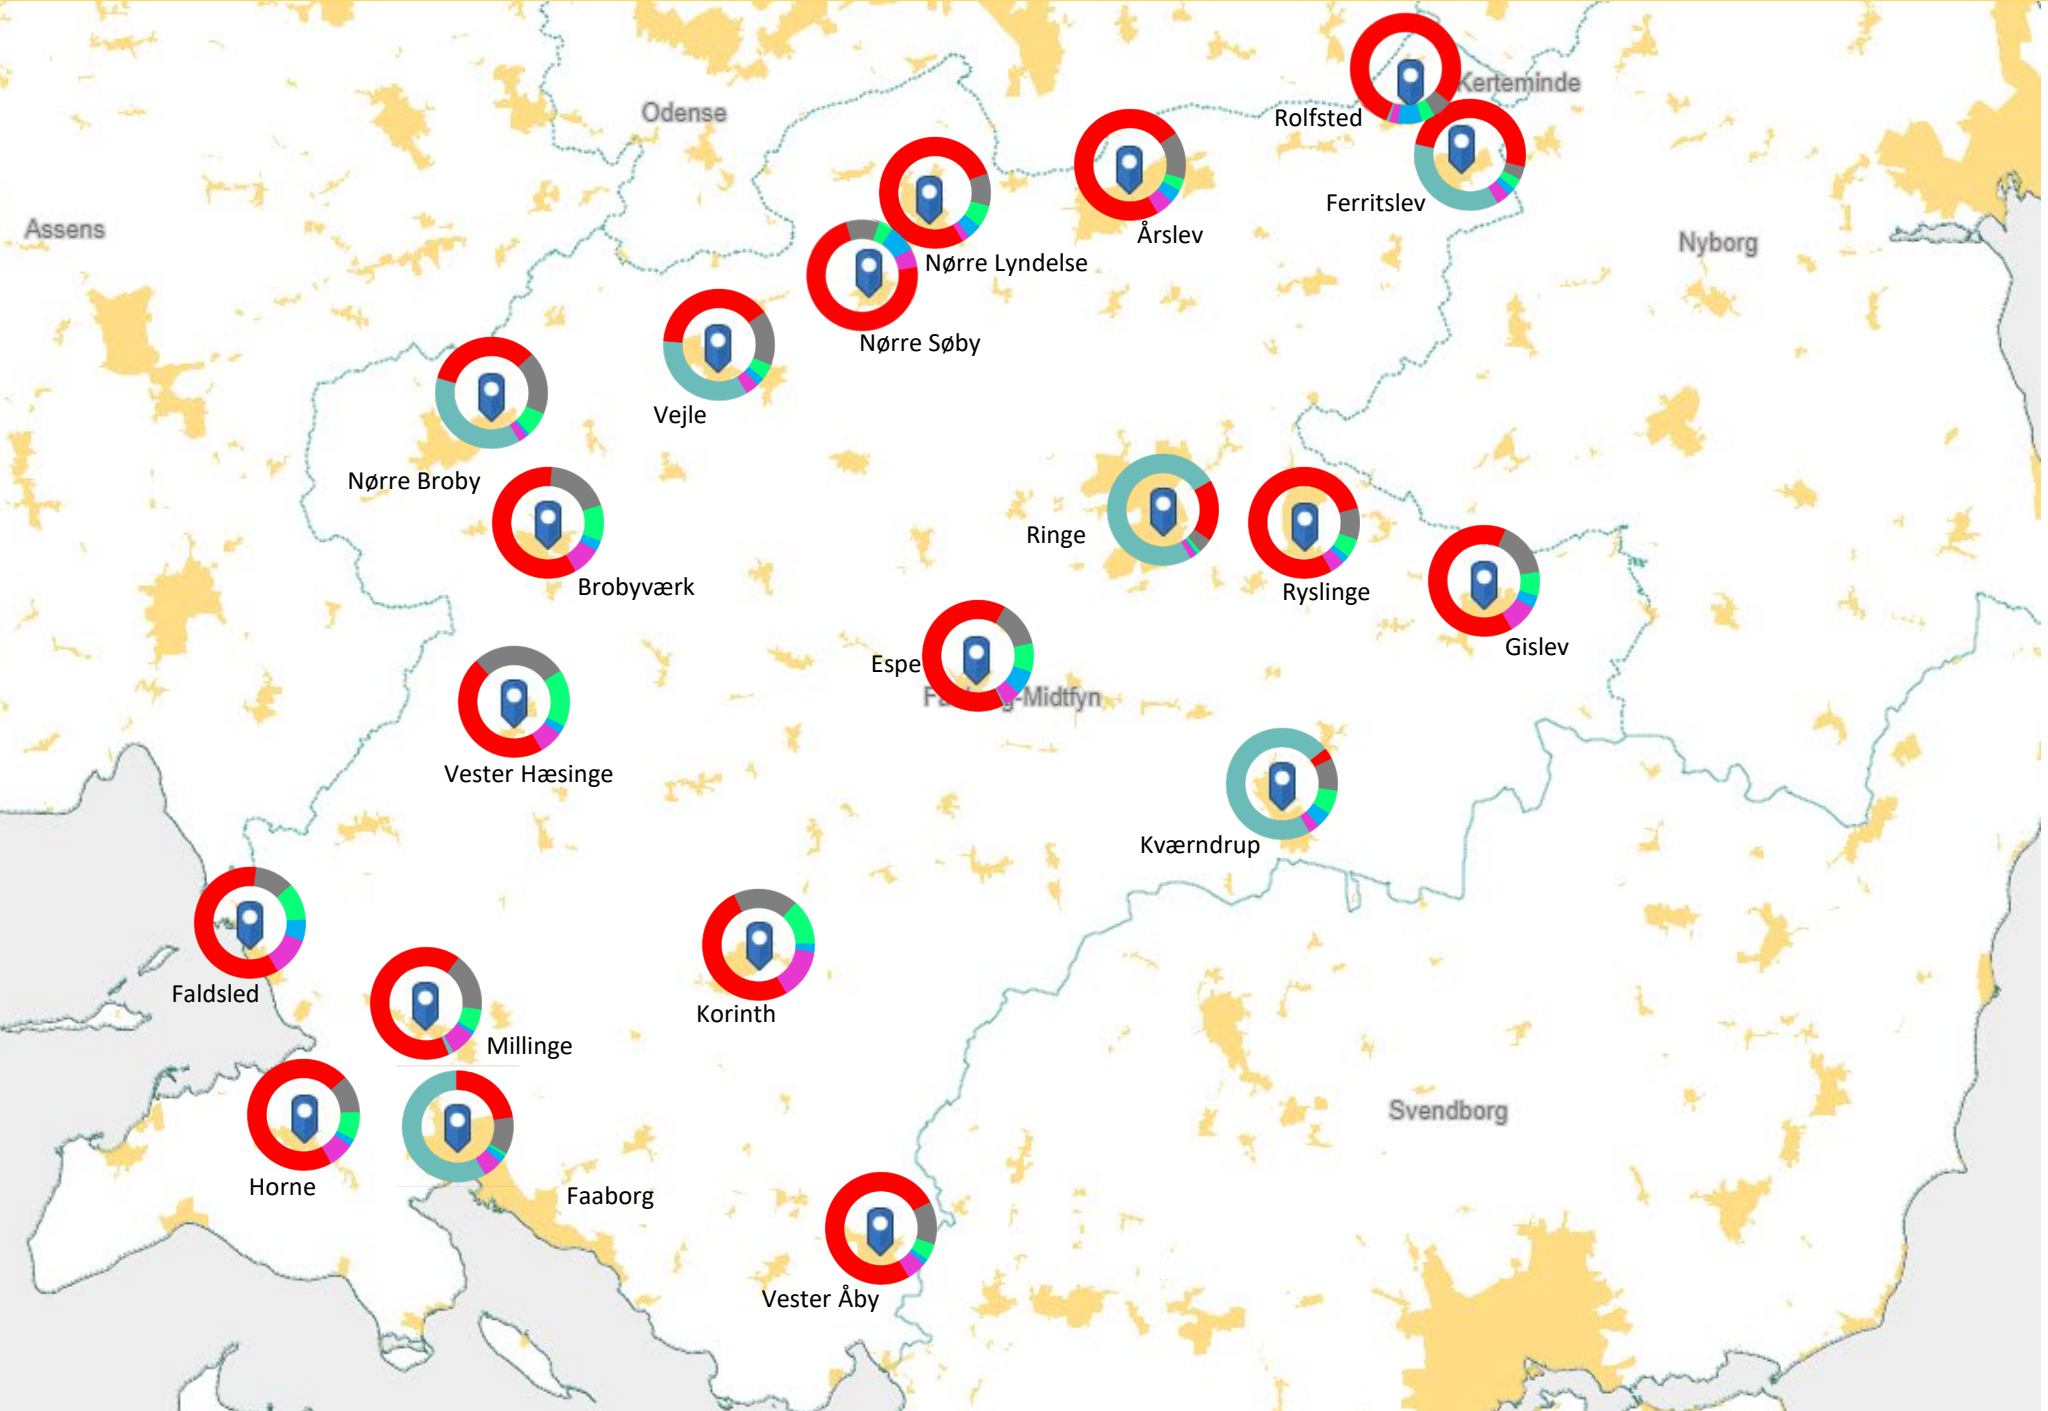 Kerteminde
Odense
Rolfsted
Ferritslev
Assens
Årslev
Nyborg
Nørre Lyndelse
Nørre Søby
Vejle
Nørre Broby
Ringe
Brobyværk
Ryslinge
Gislev
Espe
Vester Hæsinge
Kværndrup
Faldsled
Korinth
Millinge
Svendborg
Horne
Faaborg
Vester Åby